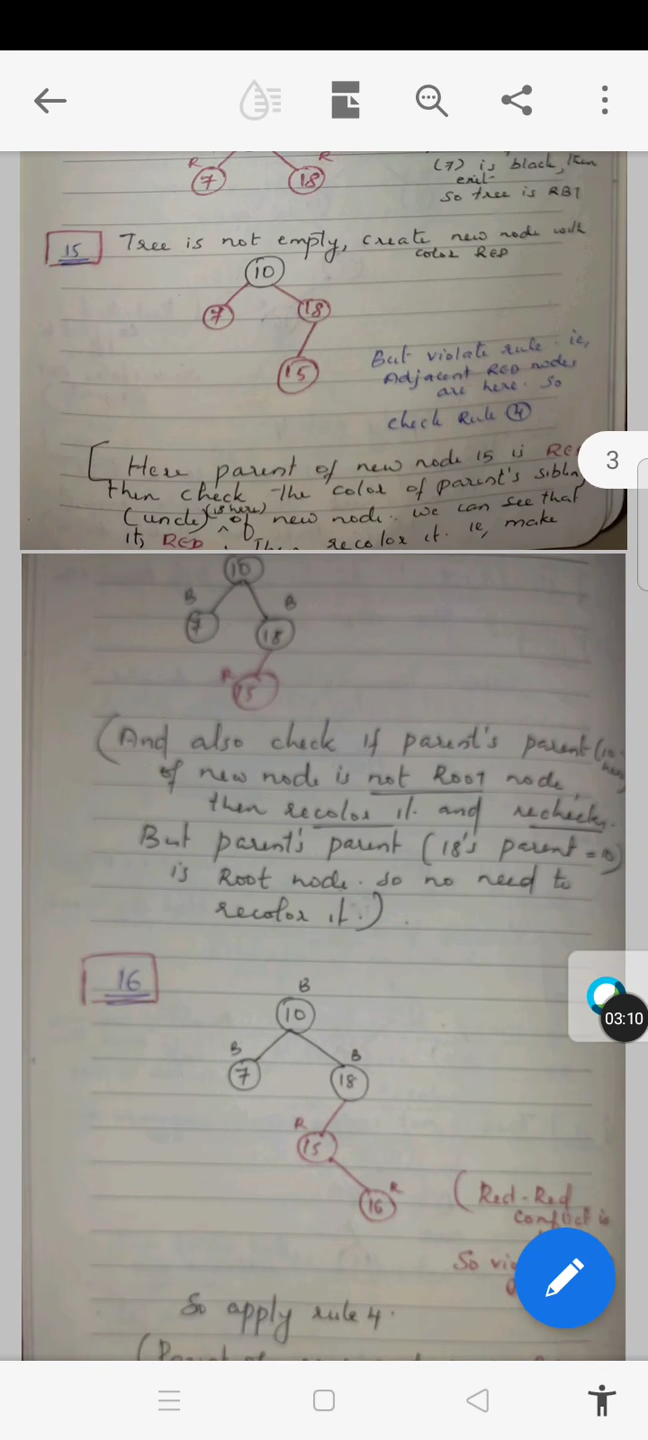 R R
7 18
(7) is black, then
exit
So tree is RBT
15 Tree is not empty, create new node with
color RED
10
7 18
15
But violate rule. ie,
Adjacent RED nodes
are here. So
check Rule 4
3
Here parent of new node 15 is RED
then check the color of parent's
(uncle) (is here) of new node. we can see that
its RED. Then recolor it. ie, make
10
B B
7 18
R
15
(And also check if parent's parent
of new node is not Root node,
then recolor it and recheck.
But parent's parent (18's parent = 10)
is Root node. so no need to
recolor it.)
16
B
10
B B
7 18
R
15
R
16
(Red-Red
conflict is
03:10
So
So apply rule 4.
(Parent of